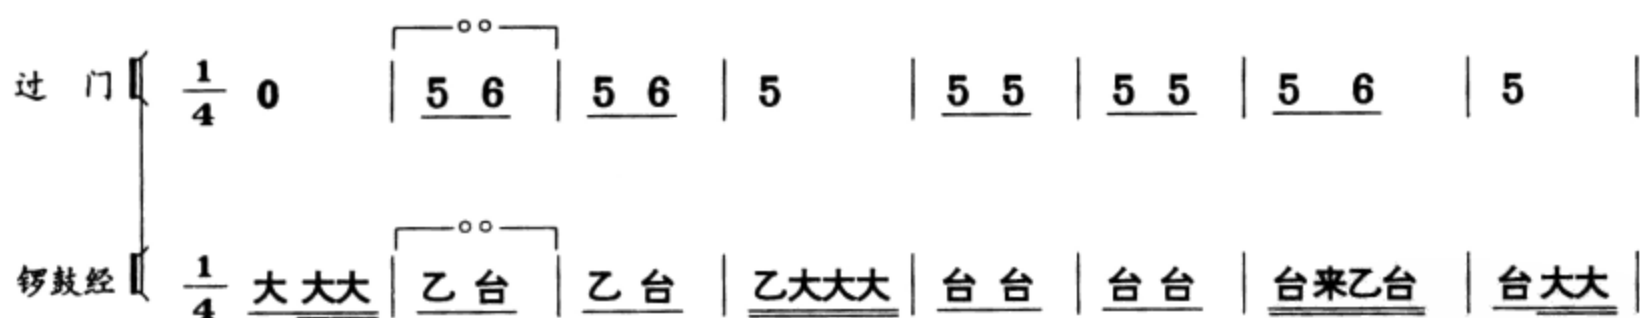 过 门 1/4 0 | 5 6 | 5 6 | 5 | 5 5 | 5 5 | 5 6 | 5 |
锣鼓经 1/4 大 大大 | 乙 台 | 乙 台 | 乙大大大 | 台 台 | 台 台 | 台来乙台 | 台大大 |